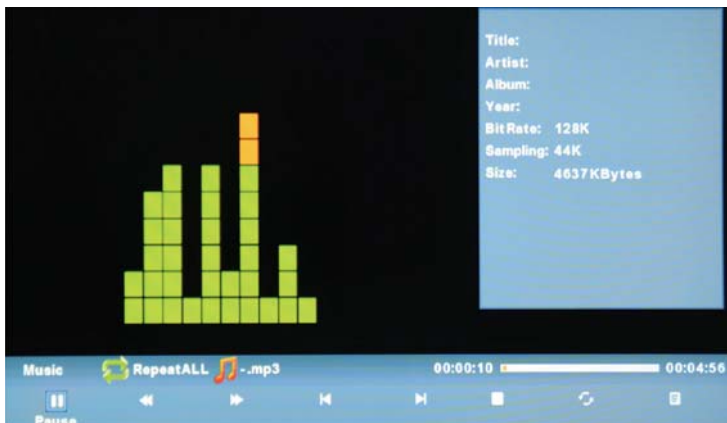 Title:
Artist:
Album:
Year:
Bit Rate: 128K
Sampling: 44K
Size: 4637KBytes
Music RepeatALL -.mp3 00:00:10 00:04:56
Pause